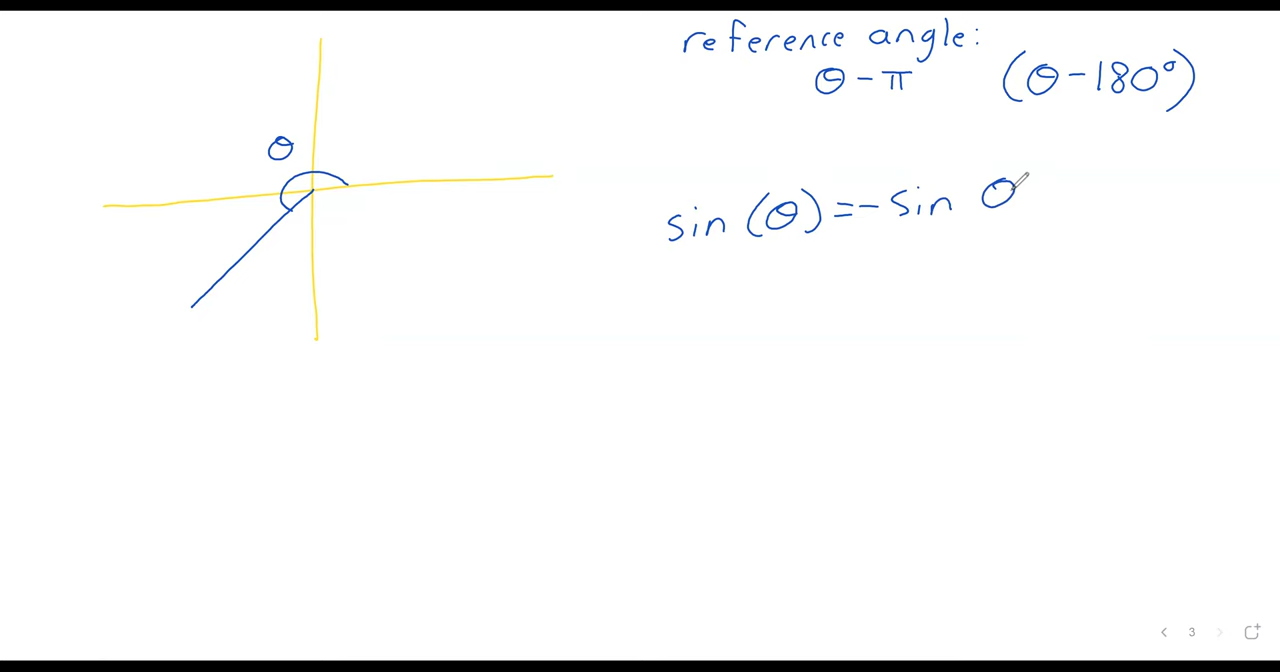 reference angle:
θ - π (θ - 180°)
θ
sin (θ) = - sin θ
3